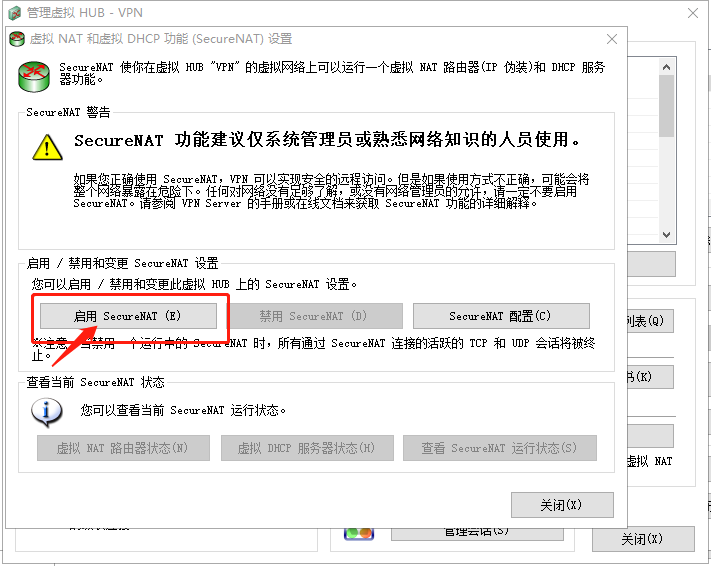 管理虚拟 HUB - VPN
虚拟 NAT 和虚拟 DHCP 功能 (SecureNAT) 设置
SecureNAT 使你在虚拟 HUB "VPN" 的虚拟网络上可以运行一个虚拟 NAT 路由器(IP 伪装)和 DHCP 服务
器功能。
SecureNAT 警告
SecureNAT 功能建议仅系统管理员或熟悉网络知识的人员使用。
如果您正确使用 SecureNAT，VPN 可以实现安全的远程访问。但是如果使用方式不正确，可能会将
整个网络暴露在危险下。任何对网络没有足够了解，或没有网络管理员的允许，请一定不要启用
SecureNAT。请参阅 VPN Server 的手册或在线文档来获取 SecureNAT 功能的详细解释。
启用 / 禁用和变更 SecureNAT 设置
您可以启用 / 禁用和变更此虚拟 HUB 上的 SecureNAT 设置。
启用 SecureNAT (E)
禁用 SecureNAT (D)
SecureNAT 配置(C)
列表(Q)
※注意，当禁用一个运行中的 SecureNAT 时，所有通过 SecureNAT 连接的活跃的 TCP 和 UDP 会话将被终
止。
书(K)
查看当前 SecureNAT 状态
您可以查看当前 SecureNAT 运行状态。
虚拟 NAT 路由器状态(N)
虚拟 DHCP 服务器状态(H)
查看 SecureNAT 运行状态(S)
虚拟 NAT
关闭(X)
管理会话(S)
关闭(X)